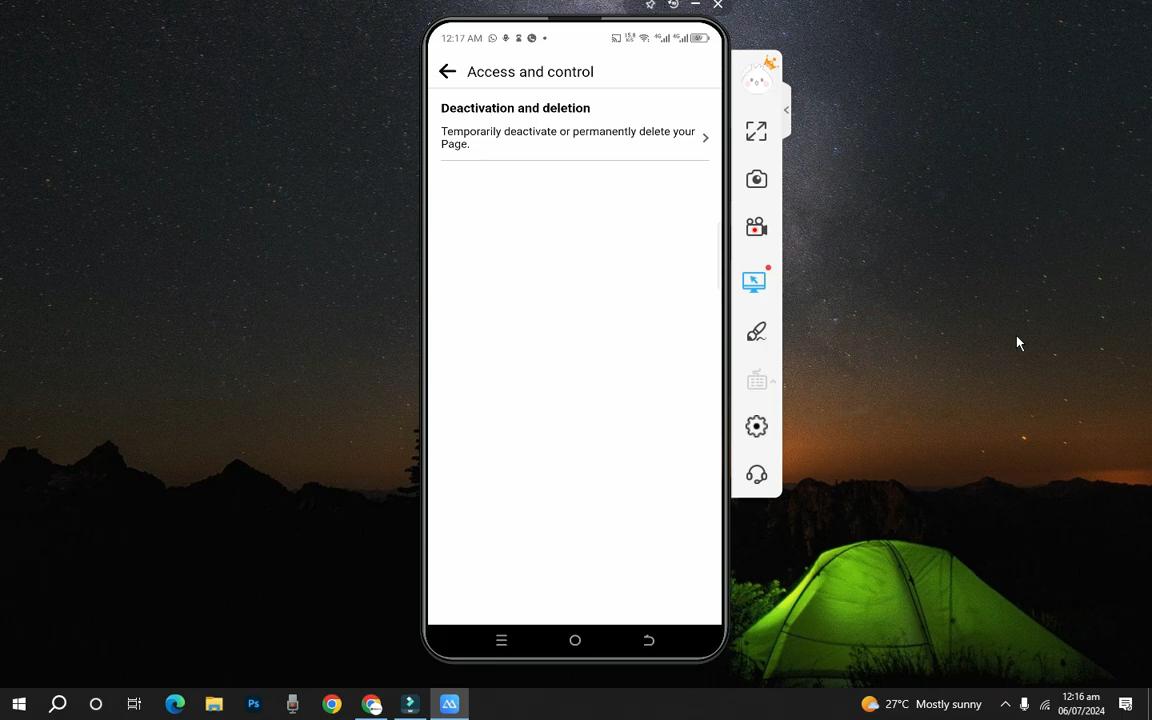 12:17 AM
Access and control
Deactivation and deletion
Temporarily deactivate or permanently delete your
Page.
Ps
27°C Mostly sunny
12:16 am
06/07/2024